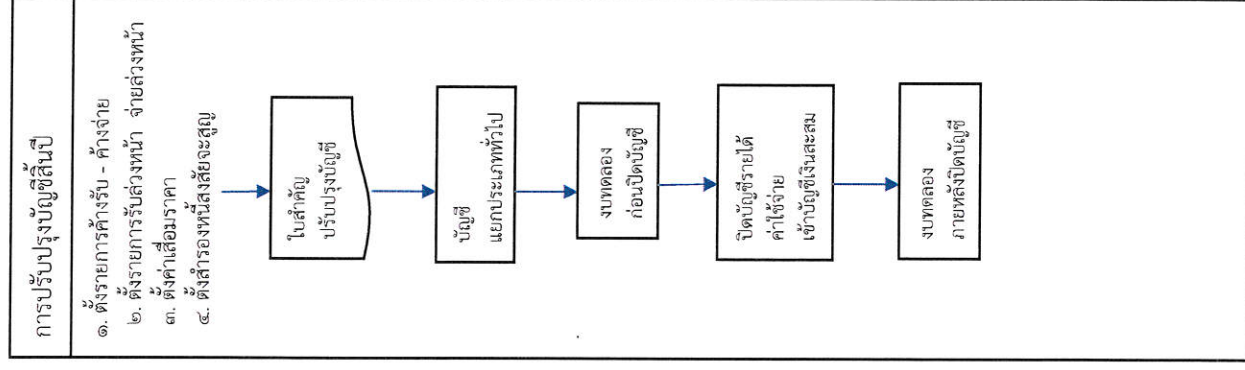 การปรับปรุงบัญชีสิ้นปี
๑. ตั้งรายการค้างรับ - ค้างจ่าย
๒. ตั้งรายการรับล่วงหน้า จ่ายล่วงหน้า
๓. ตั้งค่าเสื่อมราคา
๔. ตั้งสำรองหนี้สงสัยจะสูญ
ใบสำคัญ
ปรับปรุงบัญชี
บัญชี
แยกประเภททั่วไป
งบทดลอง
ก่อนปิดบัญชี
ปิดบัญชีรายได้
ค่าใช้จ่าย
เข้าบัญชีเงินสะสม
งบทดลอง
ภายหลังปิดบัญชี